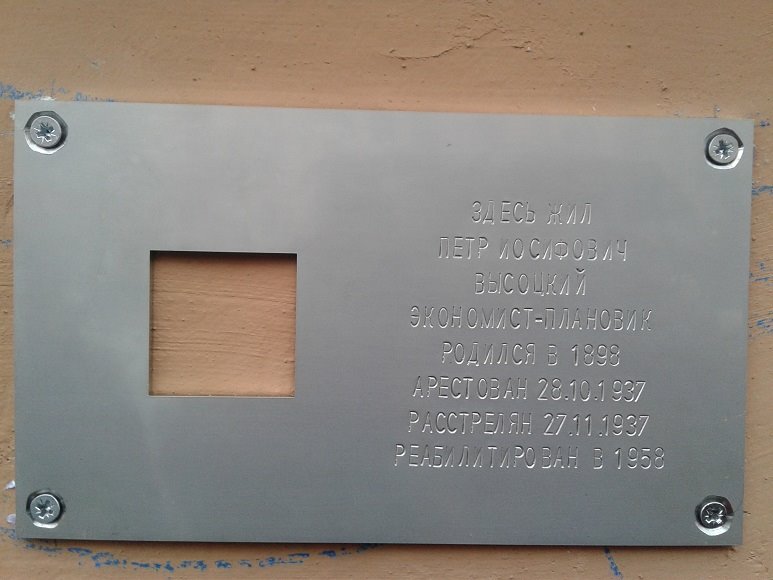 ЗДЕСЬ ЖИЛ
ПЕТР ИОСИФОВИЧ
ВЫСОЦКИЙ
ЭКОНОМИСТ-ПЛАНОВИК
РОДИЛСЯ В 1898
АРЕСТОВАН 28.10.1937
РАССТРЕЛЯН 27.11.1937
РЕАБИЛИТИРОВАН В 1958